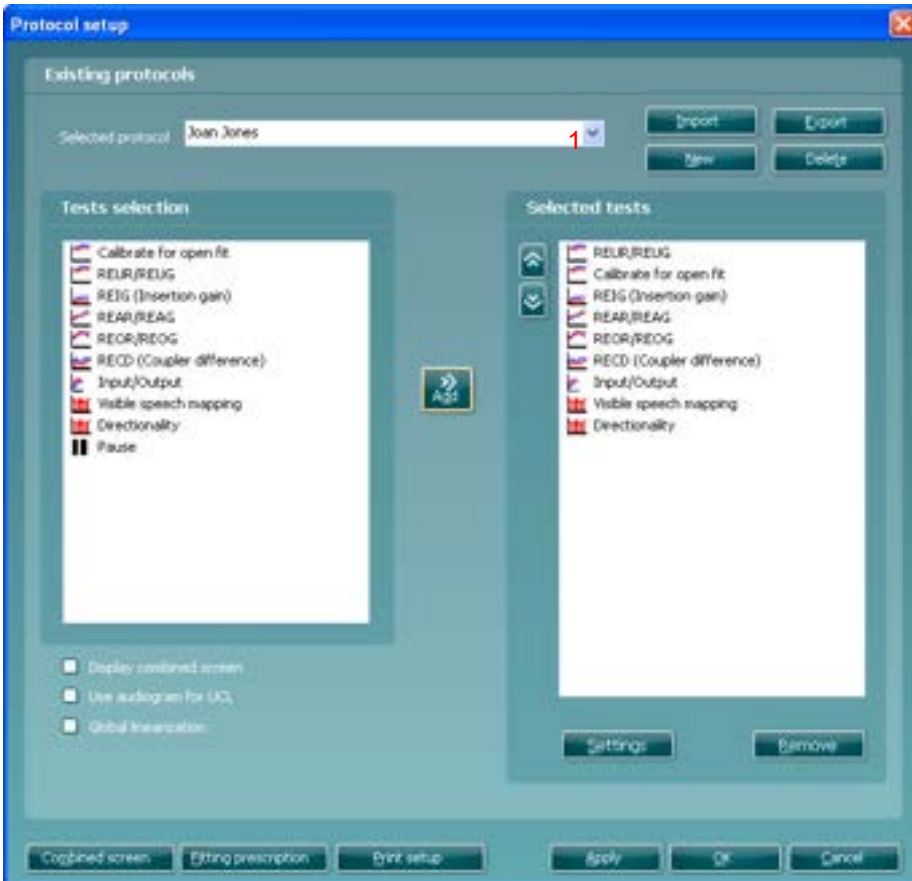 Protocol setup
Existing protocols
Selected protocol Joan Jones 1
Import Export
New Delete
Tests selection
Calibrate for open fit
REUR/REUG
REIG (Insertion gain)
REAR/REAG
REOR/REOG
RECD (Coupler difference)
Input/Output
Visible speech mapping
Directionality
Pause
Add
Selected tests
REUR/REUG
Calibrate for open fit
REIG (Insertion gain)
REAR/REAG
REOR/REOG
RECD (Coupler difference)
Input/Output
Visible speech mapping
Directionality
Display combined screen
Use audiogram for UCL
Global linearization
Settings Remove
Combined screen Fitting prescription Print setup Apply OK Cancel